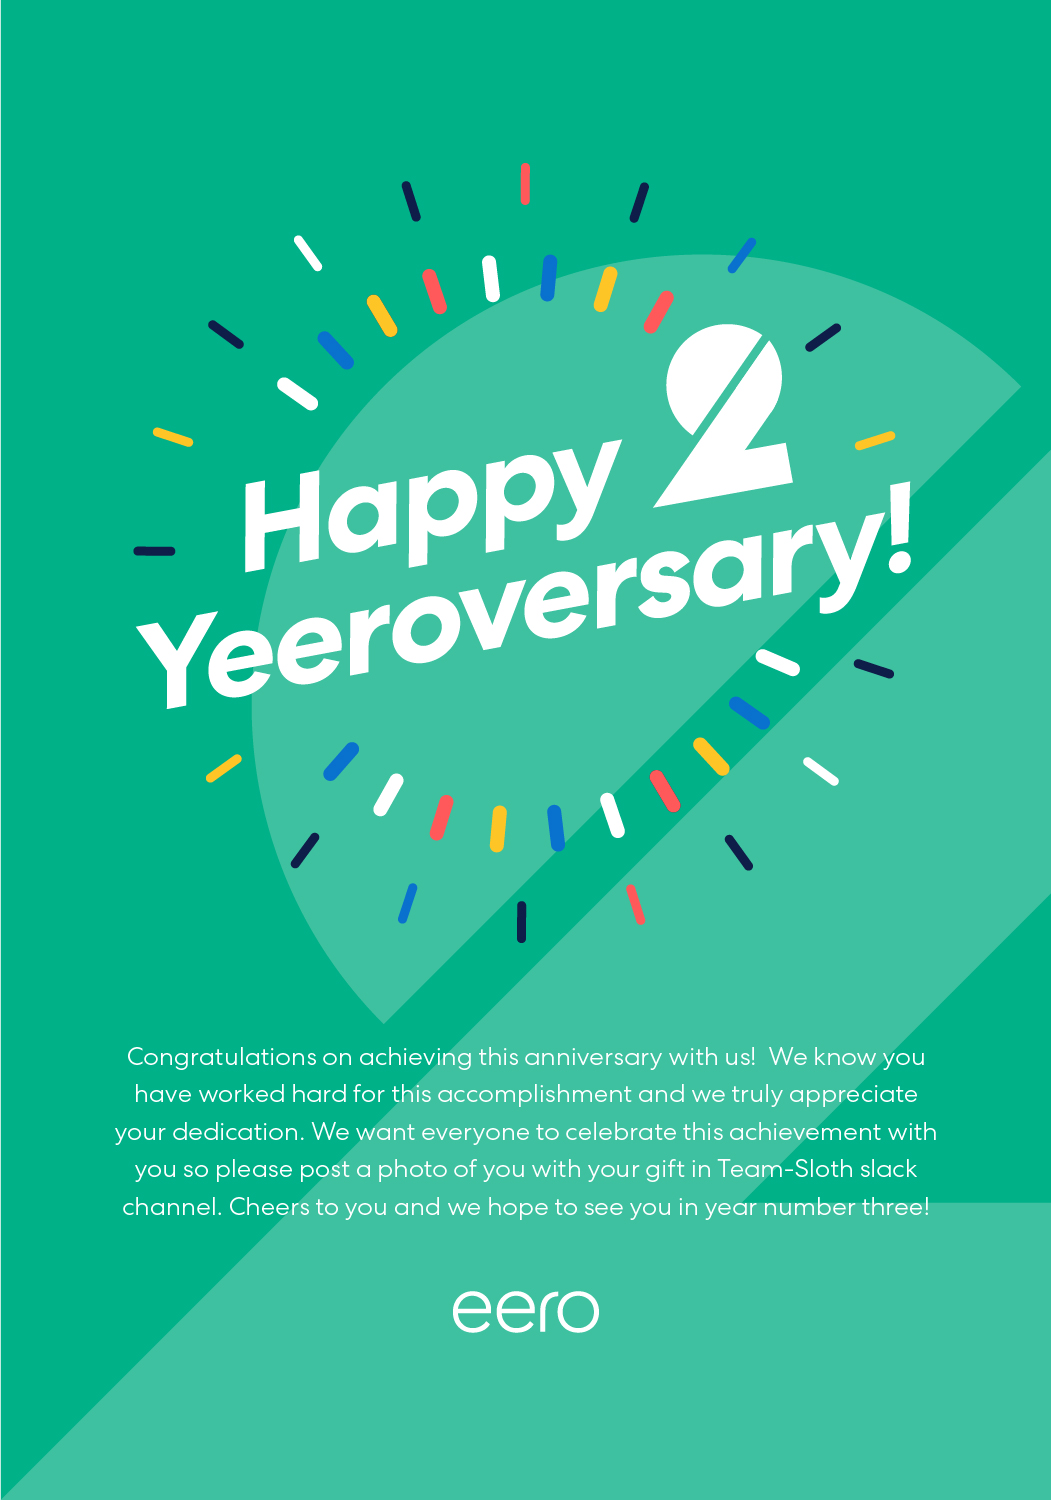 Happy 2
Yeeroversary!
Congratulations on achieving this anniversary with us!  We know you
have worked hard for this accomplishment and we truly appreciate
your dedication. We want everyone to celebrate this achievement with
you so please post a photo of you with your gift in Team-Sloth slack
channel. Cheers to you and we hope to see you in year number three!
eero